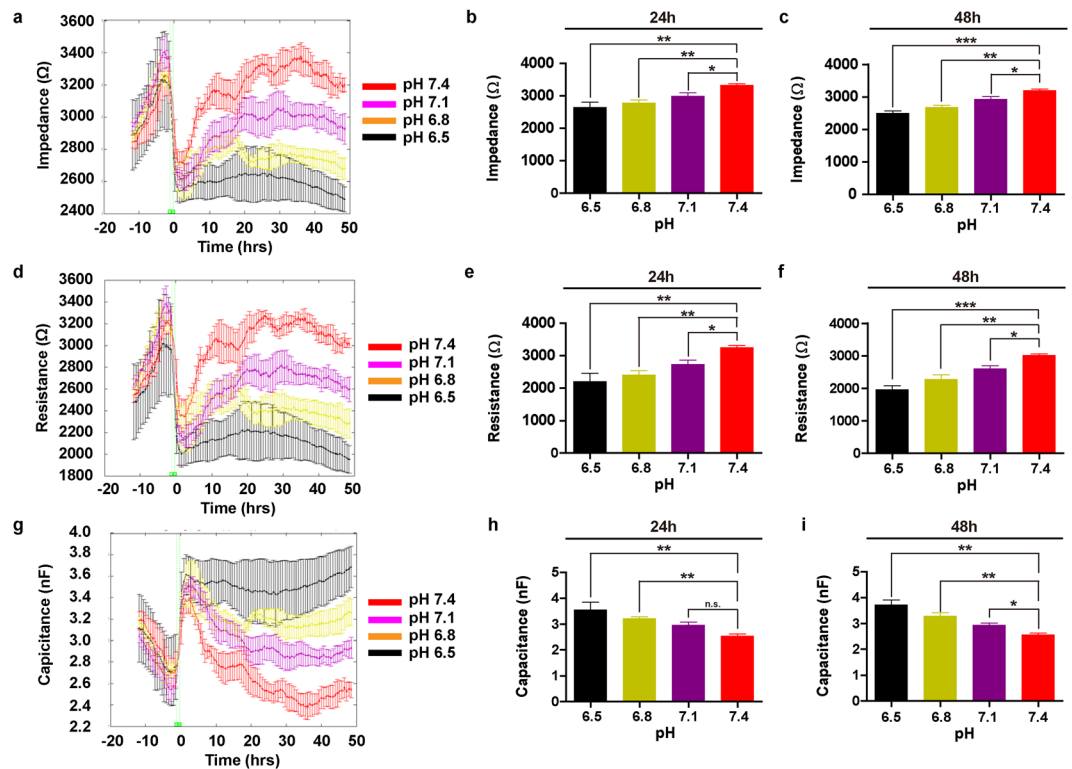 a
3600
3400
3200
3000
2800
2600
2400
Impedance (Ω)
-20 -10 0 10 20 30 40 50
Time (hrs)
pH 7.4
pH 7.1
pH 6.8
pH 6.5
b
24h
**
**
*
4000
3000
2000
1000
0
Impedance (Ω)
6.5 6.8 7.1 7.4
pH
c
48h
***
**
*
4000
3000
2000
1000
0
Impedance (Ω)
6.5 6.8 7.1 7.4
pH
d
3600
3400
3200
3000
2800
2600
2400
2200
2000
1800
Resistance (Ω)
-20 -10 0 10 20 30 40 50
Time (hrs)
pH 7.4
pH 7.1
pH 6.8
pH 6.5
e
24h
**
**
*
4000
3000
2000
1000
0
Resistance (Ω)
6.5 6.8 7.1 7.4
pH
f
48h
***
**
*
4000
3000
2000
1000
0
Resistance (Ω)
6.5 6.8 7.1 7.4
pH
g
4.0
3.8
3.6
3.4
3.2
3.0
2.8
2.6
2.4
2.2
Capicitance (nF)
-20 -10 0 10 20 30 40 50
Time (hrs)
pH 7.4
pH 7.1
pH 6.8
pH 6.5
h
24h
**
**
n.s.
5
4
3
2
1
0
Capacitance (nF)
6.5 6.8 7.1 7.4
pH
i
48h
**
**
*
5
4
3
2
1
0
Capacitance (nF)
6.5 6.8 7.1 7.4
pH